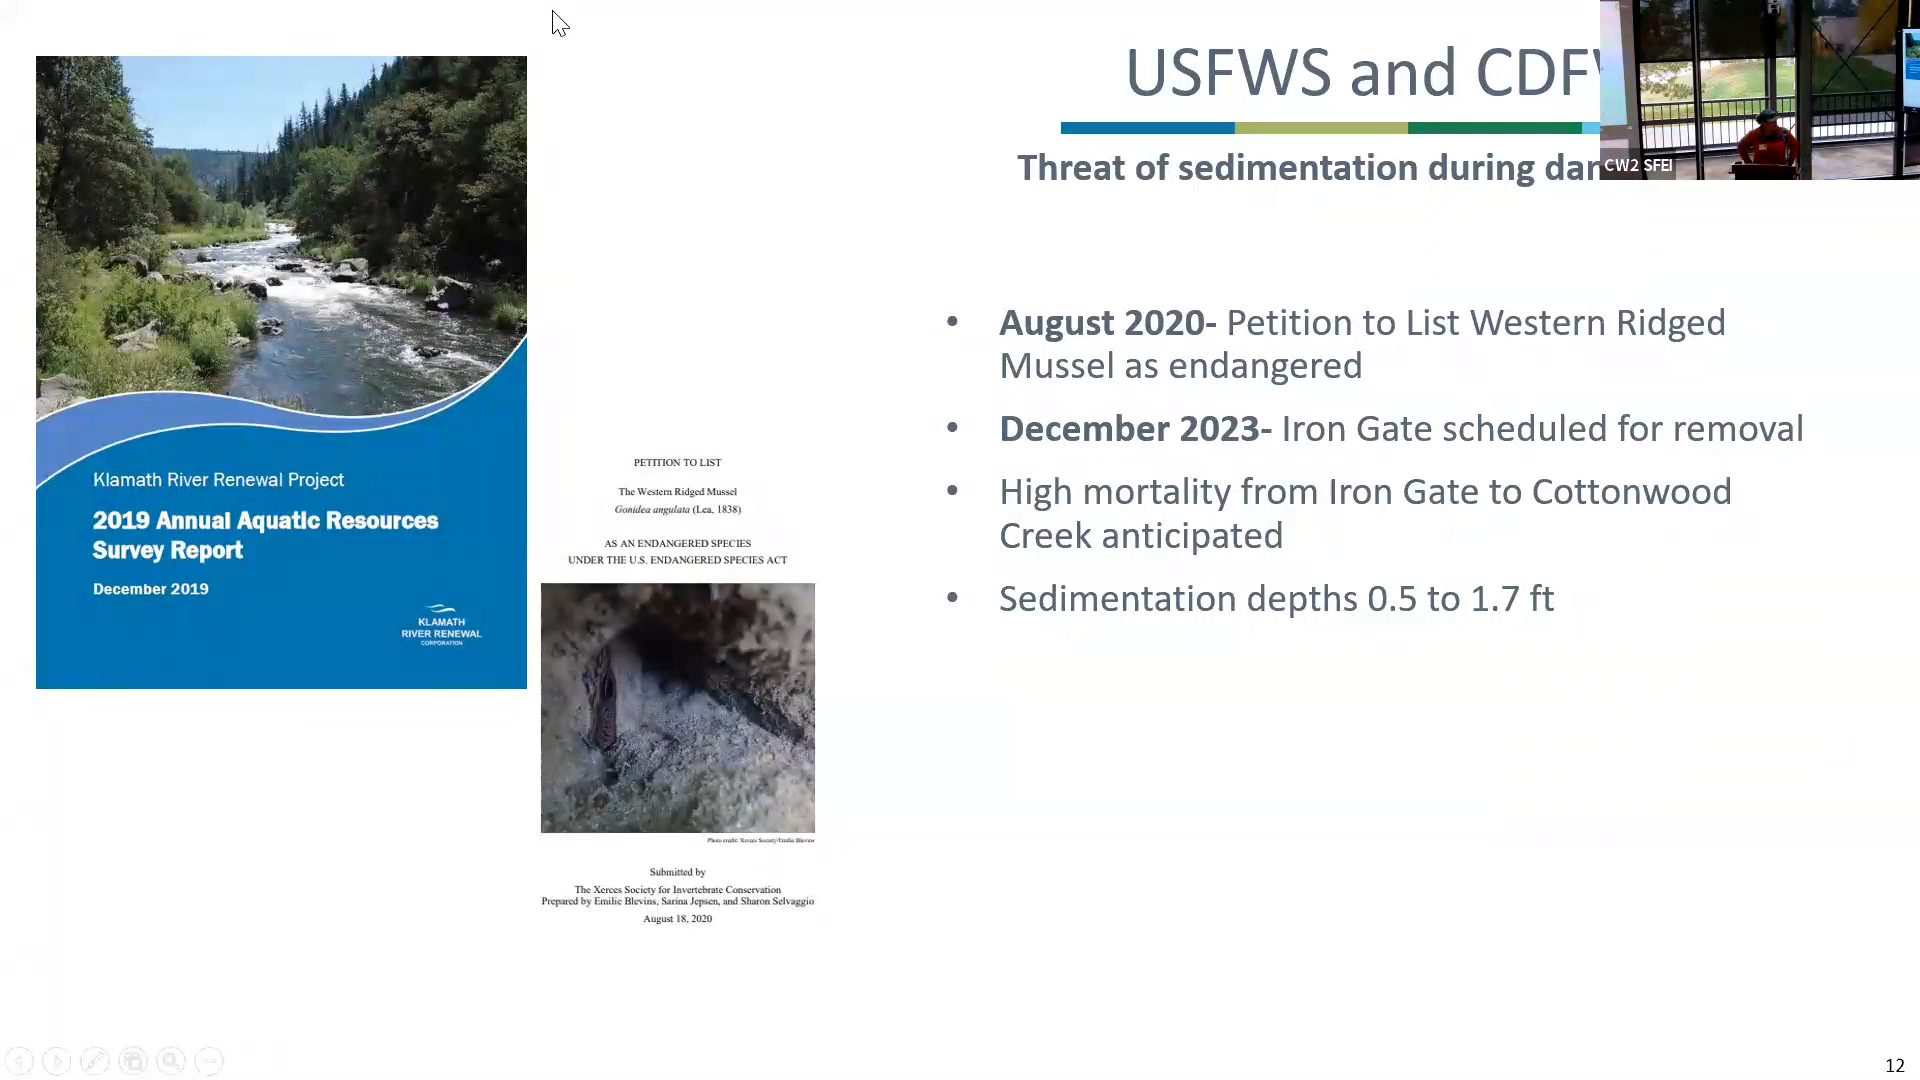 USFWS and CDF
Threat of sedimentation during
CW2 SFEI
Klamath River Renewal Project
2019 Annual Aquatic Resources
Survey Report
December 2019
KLAMATH
RIVER RENEWAL
CORPORATION
PETITION TO LIST
The Western Ridged Mussel
Gonidea angulata (Lea, 1838)
AS AN ENDANGERED SPECIES
UNDER THE U.S. ENDANGERED SPECIES ACT
Photo credit: Xerces Society/Emilie Blevins
Submitted by
The Xerces Society for Invertebrate Conservation
Prepared by Emilie Blevins, Sarina Jepsen, and Sharon Selvaggio
August 18, 2020
• August 2020- Petition to List Western Ridged
Mussel as endangered
• December 2023- Iron Gate scheduled for removal
• High mortality from Iron Gate to Cottonwood
Creek anticipated
• Sedimentation depths 0.5 to 1.7 ft
12